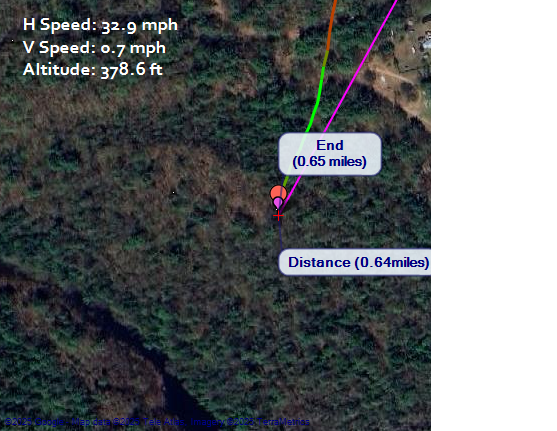 H Speed: 32.9 mph
V Speed: 0.7 mph
Altitude: 378.6 ft
End
(0.65 miles)
Distance (0.64miles)